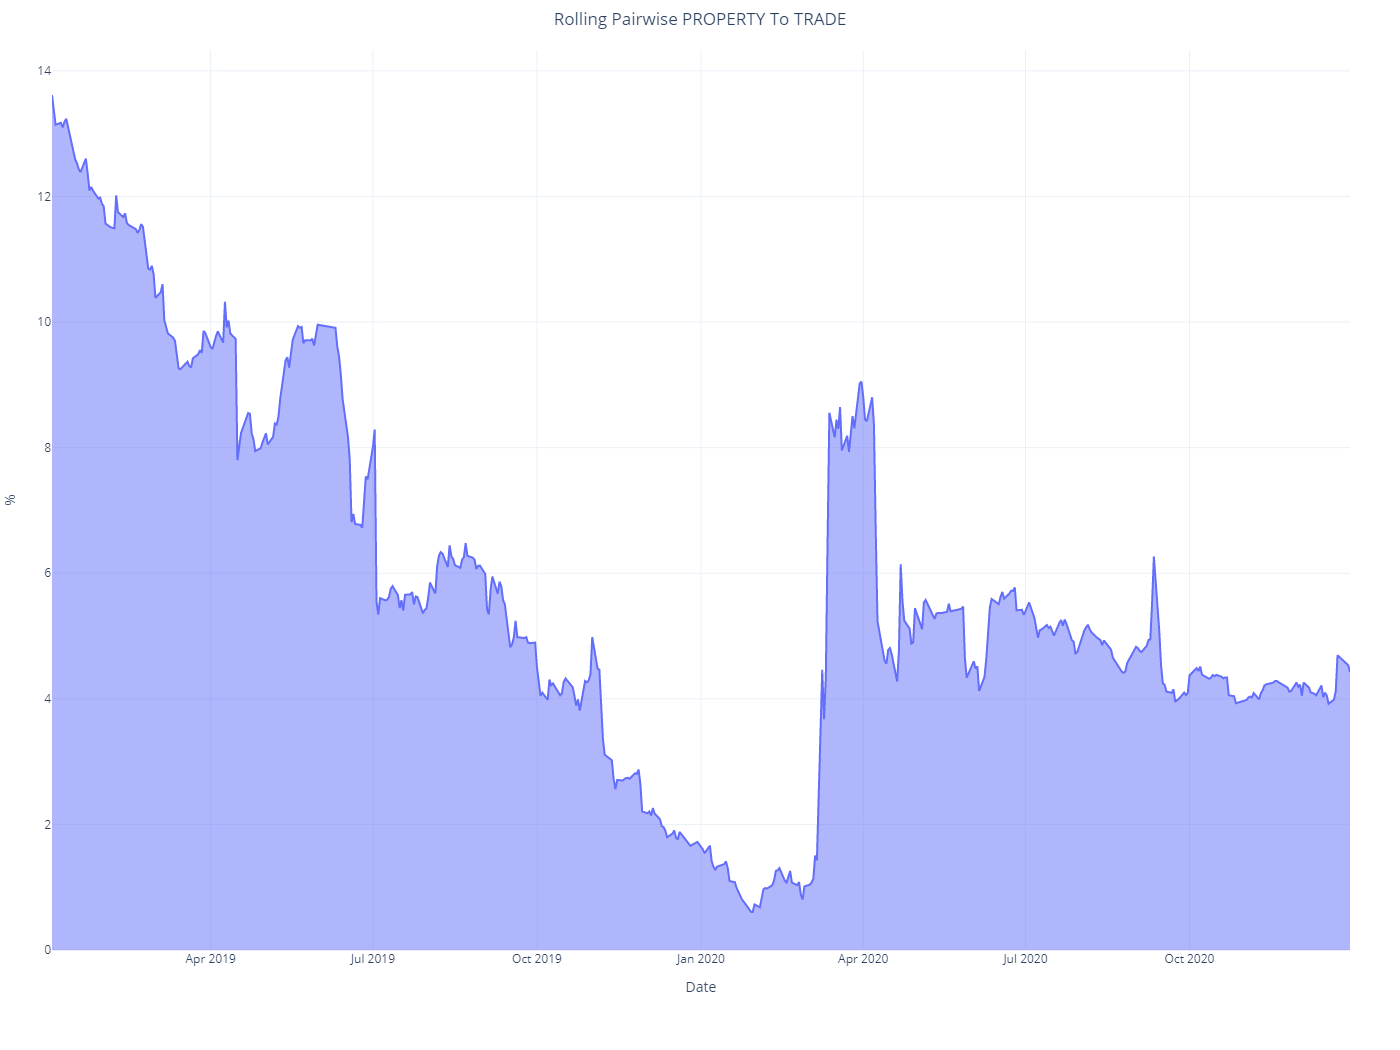 Rolling Pairwise PROPERTY To TRADE
14
12
10
8
6
4
2
0
%
Apr 2019
Jul 2019
Oct 2019
Jan 2020
Apr 2020
Jul 2020
Oct 2020
Date